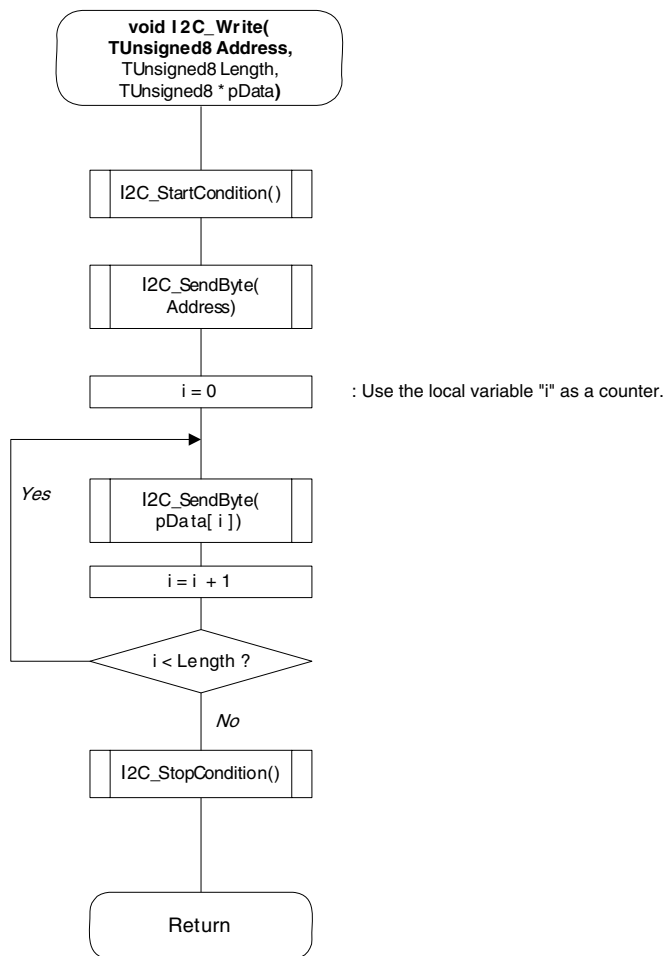 void I2C_Write(
TUnsigned8 Address,
TUnsigned8 Length,
TUnsigned8 * pData)
I2C_StartCondition()
I2C_SendByte(
Address)
i = 0
: Use the local variable "i" as a counter.
Yes
I2C_SendByte(
pData[ i ])
i = i + 1
i < Length ?
No
I2C_StopCondition()
Return